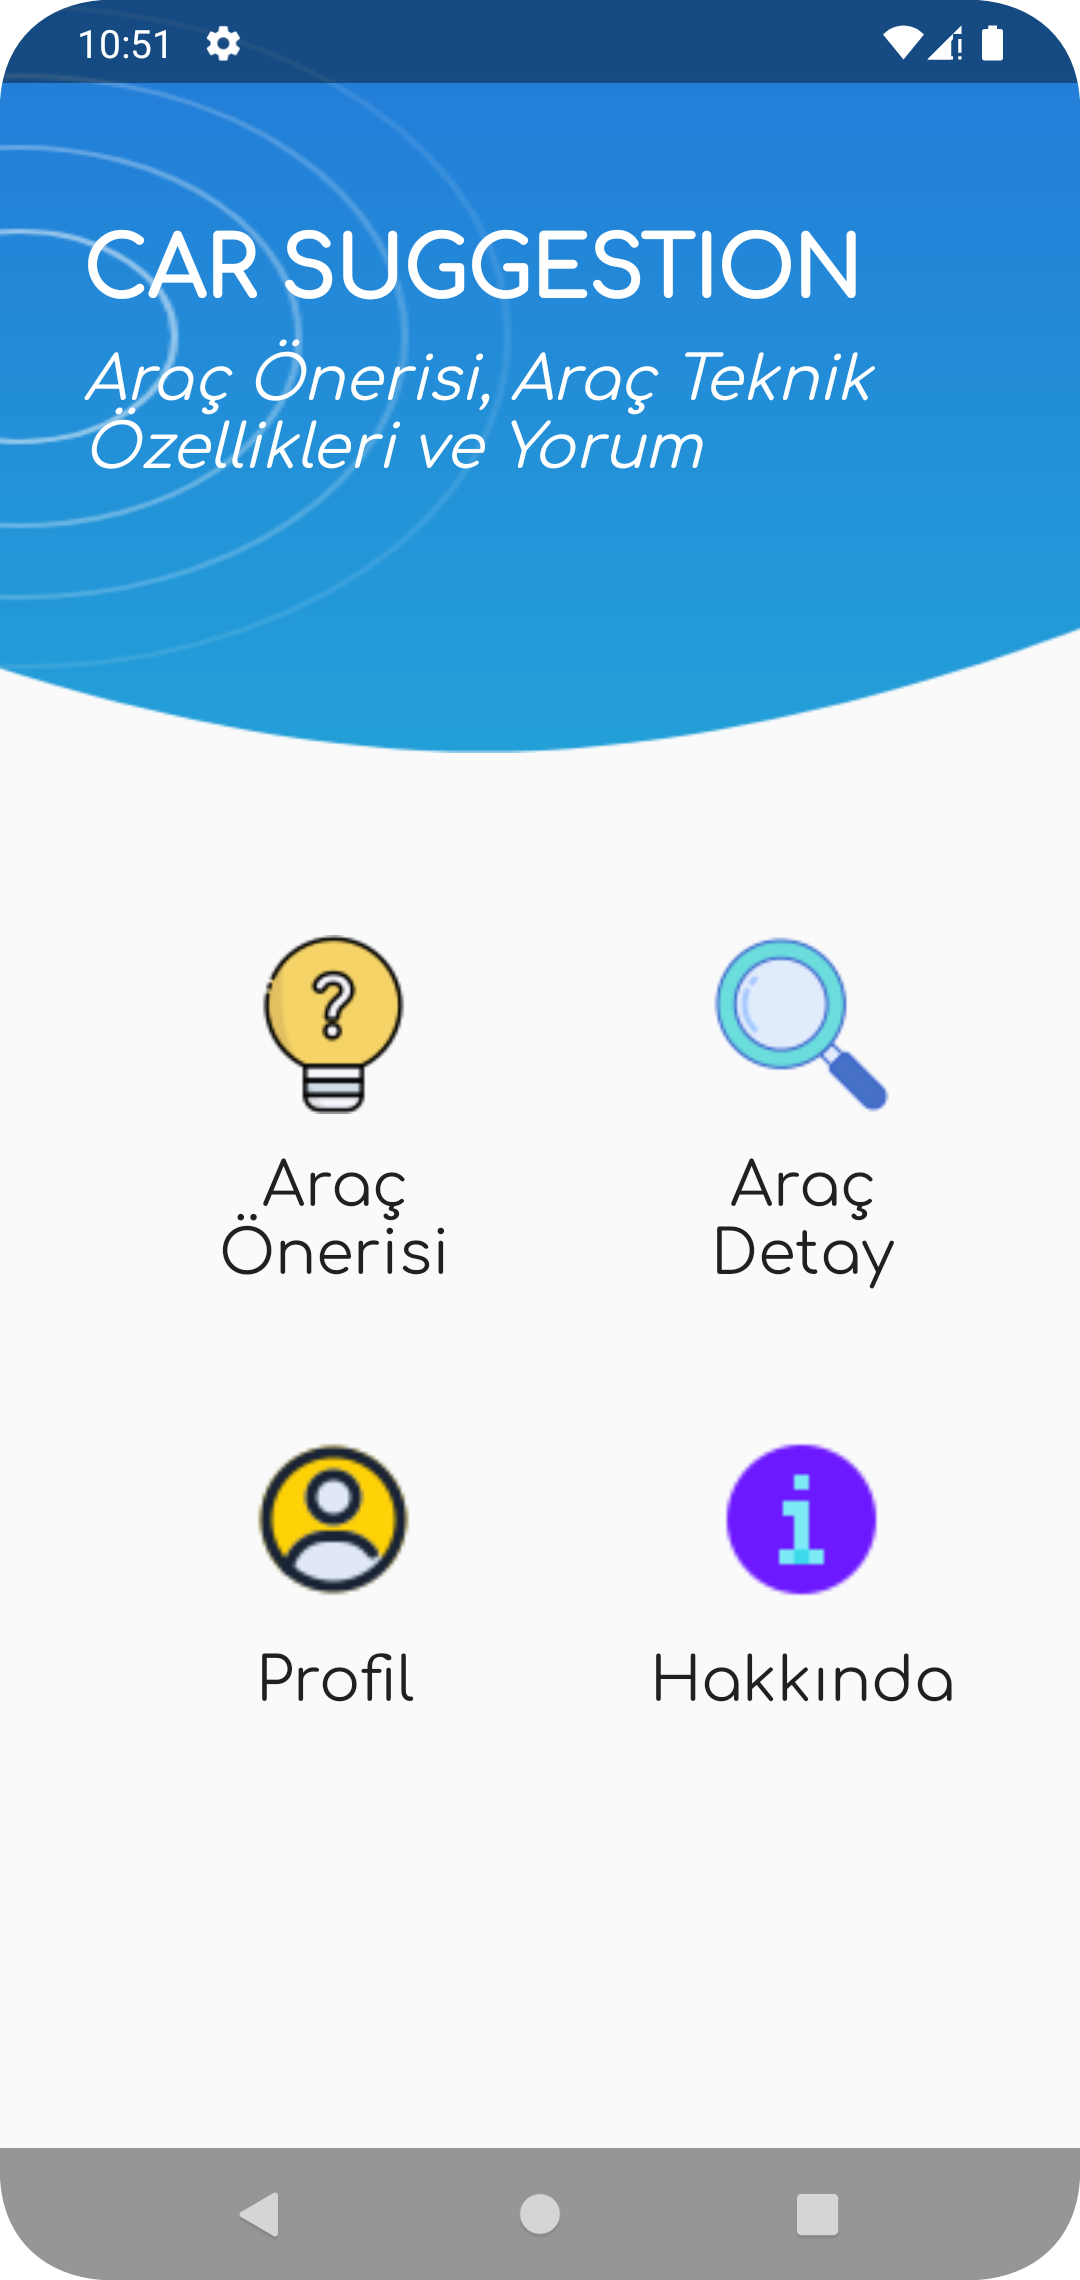 10:51
CAR SUGGESTION
Araç Önerisi, Araç Teknik
Özellikleri ve Yorum
?
Araç
Önerisi
Araç
Detay
i
Profil
Hakkında